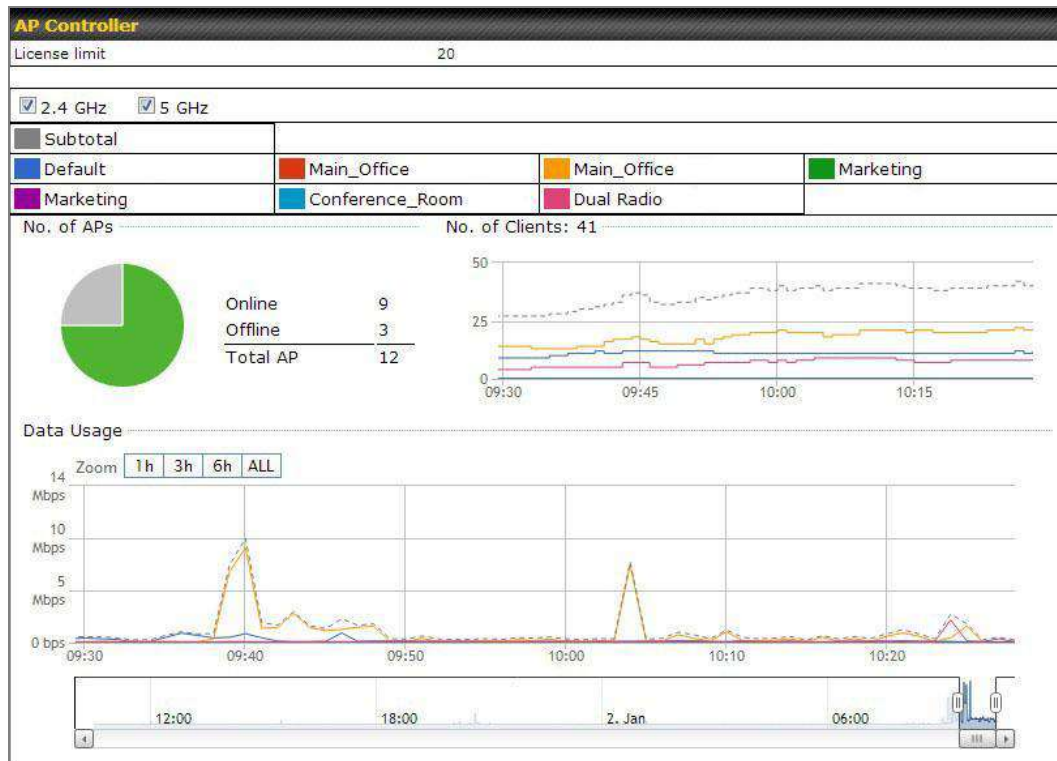 AP Controller
License limit 20
2.4 GHz 5 GHz
Subtotal
Default Main_Office Main_Office Marketing
Marketing Conference_Room Dual Radio
No. of APs No. of Clients: 41
Online 9
Offline 3
Total AP 12
50
25
0
09:30 09:45 10:00 10:15
Data Usage
Zoom 1h 3h 6h ALL
14
Mbps
10
Mbps
5
Mbps
0 bps
09:30 09:40 09:50 10:00 10:10 10:20
12:00 18:00 2. Jan 06:00